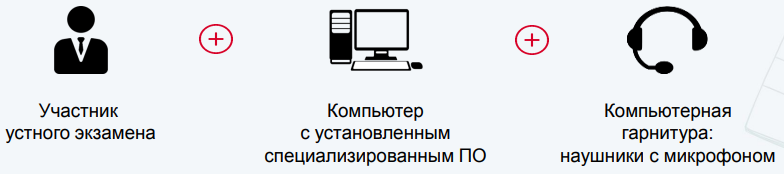 Участник
устного экзамена
Компьютер
с установленным
специализированным ПО
Компьютерная
гарнитура:
наушники с микрофоном